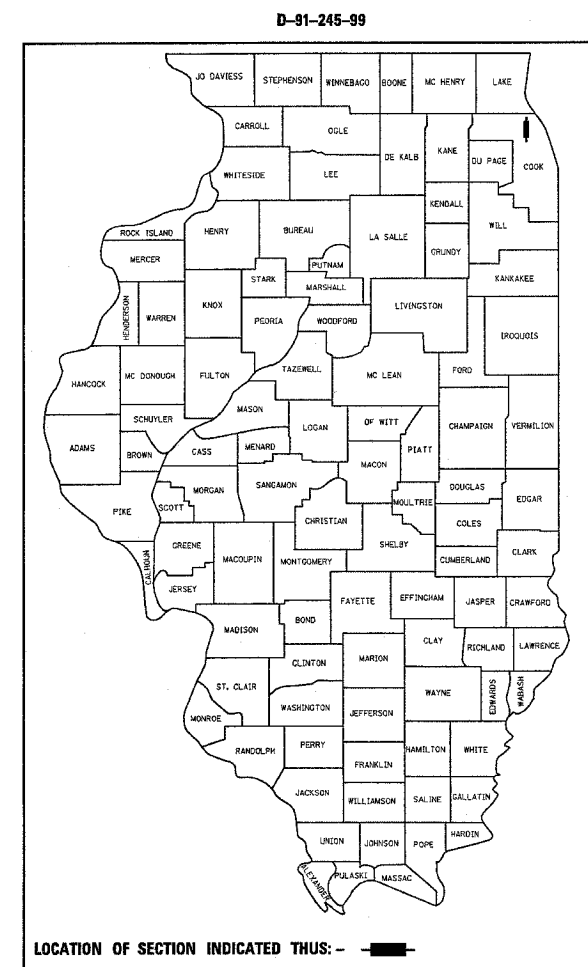 D-91-245-99
JO DAVIESS STEPHENSON WINNEBAGO BOONE MC HENRY LAKE
CARROLL OGLE DE KALB KANE DU PAGE COOK
WHITESIDE LEE
KENDALL
ROCK ISLAND HENRY BUREAU LA SALLE GRUNDY WILL
MERCER PUTNAM
STARK MARSHALL KANKAKEE
HENDERSON WARREN KNOX PEORIA WOODFORD LIVINGSTON IROQUOIS
HANCOCK MC DONOUGH FULTON TAZEWELL MC LEAN FORD
MASON
SCHUYLER LOGAN DE WITT CHAMPAIGN VERMILION
ADAMS BROWN CASS MENARD MACON PIATT
PIKE SCOTT MORGAN SANGAMON MOULTRIE DOUGLAS EDGAR
CHRISTIAN COLES
CALHOUN GREENE MACOUPIN MONTGOMERY SHELBY CUMBERLAND CLARK
JERSEY FAYETTE EFFINGHAM JASPER CRAWFORD
MADISON BOND
CLINTON MARION CLAY RICHLAND LAWRENCE
ST. CLAIR WASHINGTON JEFFERSON WAYNE EDWARDS WABASH
MONROE
RANDOLPH PERRY FRANKLIN HAMILTON WHITE
JACKSON WILLIAMSON SALINE GALLATIN
UNION JOHNSON POPE HARDIN
ALEXANDER PULASKI MASSAC
LOCATION OF SECTION INDICATED THUS: -